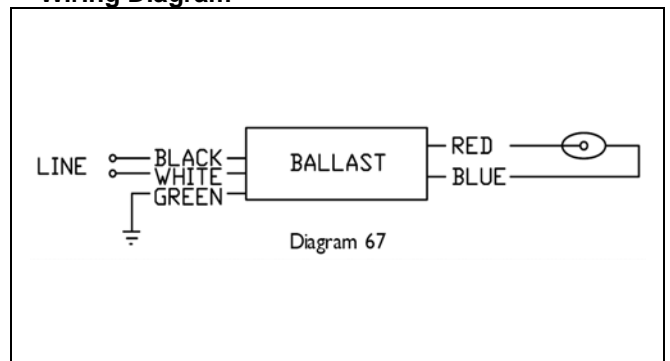 Wiring Diagram
LINE
BLACK
WHITE
GREEN
BALLAST
RED
BLUE
Diagram 67